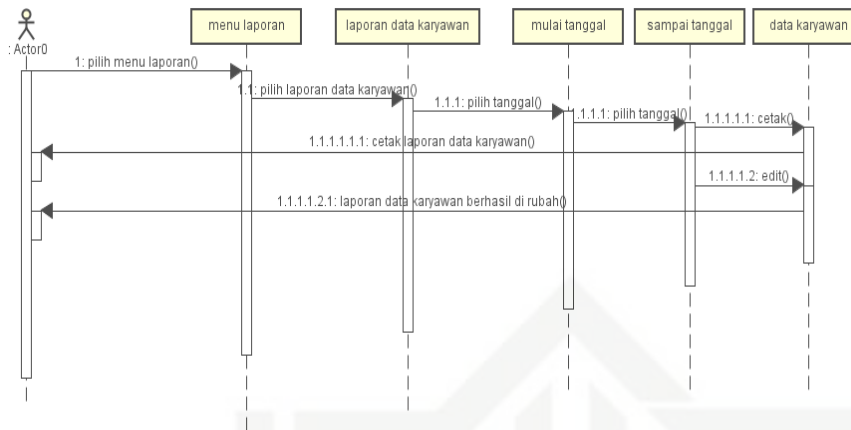 menu laporan
laporan data karyawan
mulai tanggal
sampai tanggal
data karyawan
: Actor0
1: pilih menu laporan()
1.1: pilih laporan data karyawan()
1.1.1: pilih tanggal()
1.1.1.1: pilih tanggal()
1.1.1.1.1: cetak()
1.1.1.1.1.1: cetak laporan data karyawan()
1.1.1.1.2: edit()
1.1.1.1.2.1: laporan data karyawan berhasil di rubah()